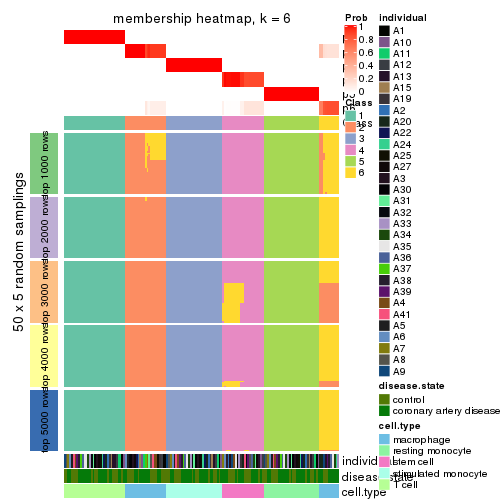 membership heatmap, k = 6
50 x 5 random samplings
top 1000 rows
top 2000 rows
top 3000 rows
top 4000 rows
top 5000 rows
Prob
1
0.8
0.6
0.4
0.2
0
Class
1
2
3
4
5
6
individual
A1
A10
A11
A12
A13
A15
A19
A2
A20
A22
A24
A25
A27
A3
A30
A31
A32
A33
A34
A35
A36
A37
A38
A39
A4
A41
A5
A6
A7
A8
A9
disease.state
control
coronary artery disease
cell.type
macrophage
resting monocyte
stem cell
stimulated monocyte
T cell
individual
disease.state
cell.type